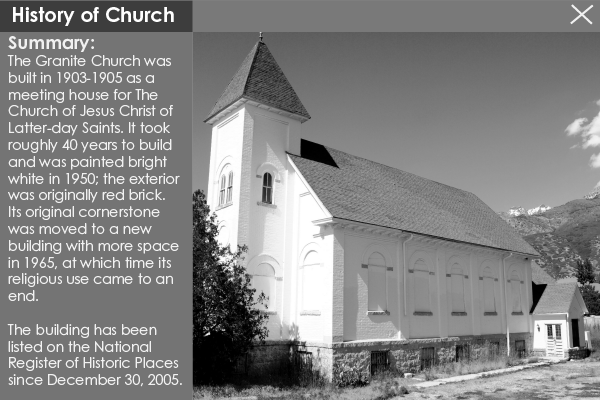 History of Church
Summary:
The Granite Church was
built in 1903-1905 as a
meeting house for The
Church of Jesus Christ of
Latter-day Saints. It took
roughly 40 years to build
and was painted bright
white in 1950; the exterior
was originally red brick.
Its original cornerstone
was moved to a new
building with more space
in 1965, at which time its
religious use came to an
end.
The building has been
listed on the National
Register of Historic Places
since December 30, 2005.